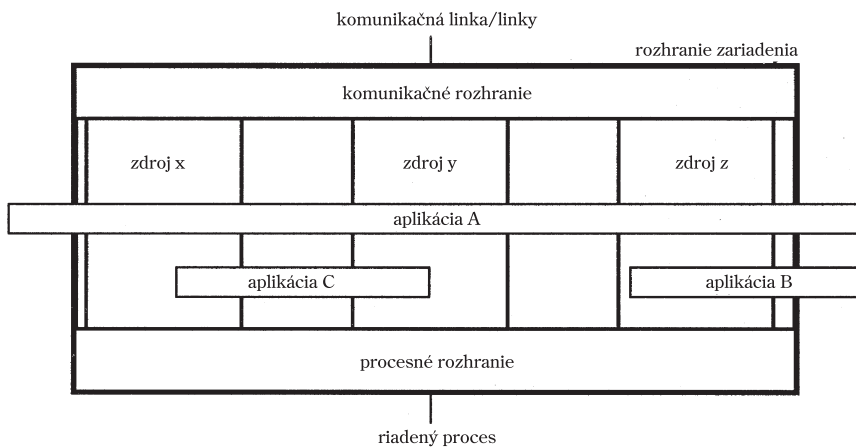 komunikačná linka/linky
rozhranie zariadenia
komunikačné rozhranie
zdroj x
zdroj y
zdroj z
aplikácia A
aplikácia C
aplikácia B
procesné rozhranie
riadený proces